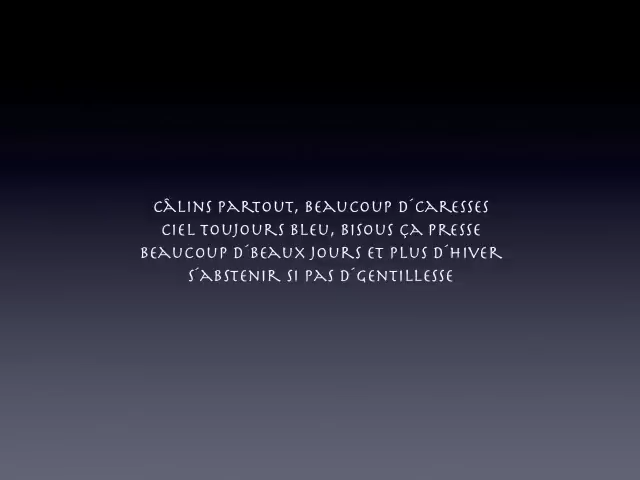 CÂLINS PARTOUT, BEAUCOUP D´CARESSES
CIEL TOUJOURS BLEU, BISOUS ÇA PRESSE
BEAUCOUP D´BEAUX JOURS ET PLUS D´HIVER
S´ABSTENIR SI PAS D´GENTILLESSE